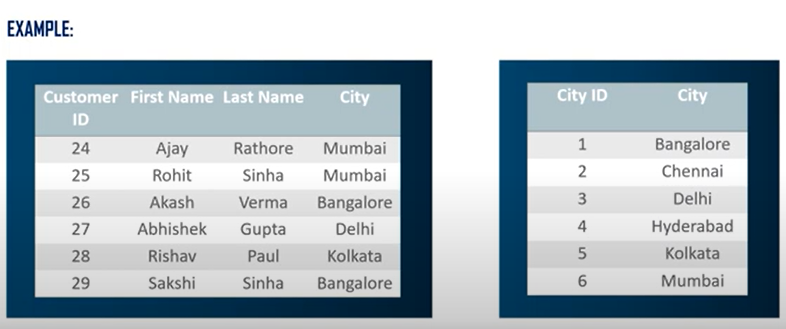 EXAMPLE:
Customer ID First Name Last Name City
24 Ajay Rathore Mumbai
25 Rohit Sinha Mumbai
26 Akash Verma Bangalore
27 Abhishek Gupta Delhi
28 Rishav Paul Kolkata
29 Sakshi Sinha Bangalore
City ID City
1 Bangalore
2 Chennai
3 Delhi
4 Hyderabad
5 Kolkata
6 Mumbai